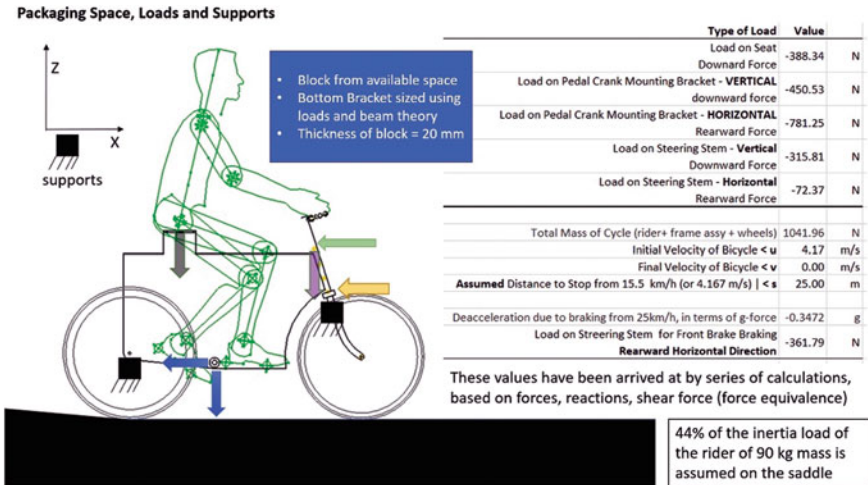 Packaging Space, Loads and Supports
Z
X
supports
• Block from available space
• Bottom Bracket sized using
loads and beam theory
• Thickness of block = 20 mm
Type of Load Value
Load on Seat
Downard Force -388.34 N
Load on Pedal Crank Mounting Bracket - VERTICAL
downward force -450.53 N
Load on Pedal Crank Mounting Bracket - HORIZONTAL
Rearward Force -781.25 N
Load on Steering Stem - Vertical
Downward Force -315.81 N
Load on Steering Stem - Horizontal
Rearward Force -72.37 N
Total Mass of Cycle (rider+ frame assy + wheels) 1041.96 N
Initial Velocity of Bicycle < u 4.17 m/s
Final Velocity of Bicycle < v 0.00 m/s
Assumed Distance to Stop from 15.5 km/h (or 4.167 m/s) | < s 25.00 m
Deacceleration due to braking from 25km/h, in terms of g-force -0.3472 g
Load on Streering Stem for Front Brake Braking
Rearward Horizontal Direction -361.79 N
These values have been arrived at by series of calculations,
based on forces, reactions, shear force (force equivalence)
44% of the inertia load of
the rider of 90 kg mass is
assumed on the saddle